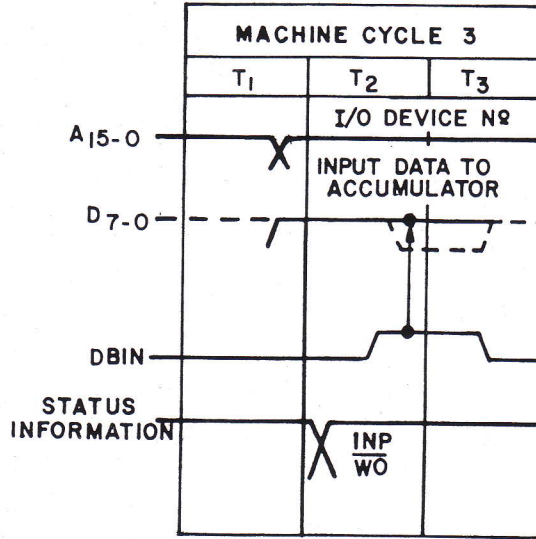 MACHINE CYCLE 3
T1 T2 T3
I/O DEVICE Nº
A15-0
INPUT DATA TO
ACCUMULATOR
D7-0
DBIN
STATUS
INFORMATION
INP
WO